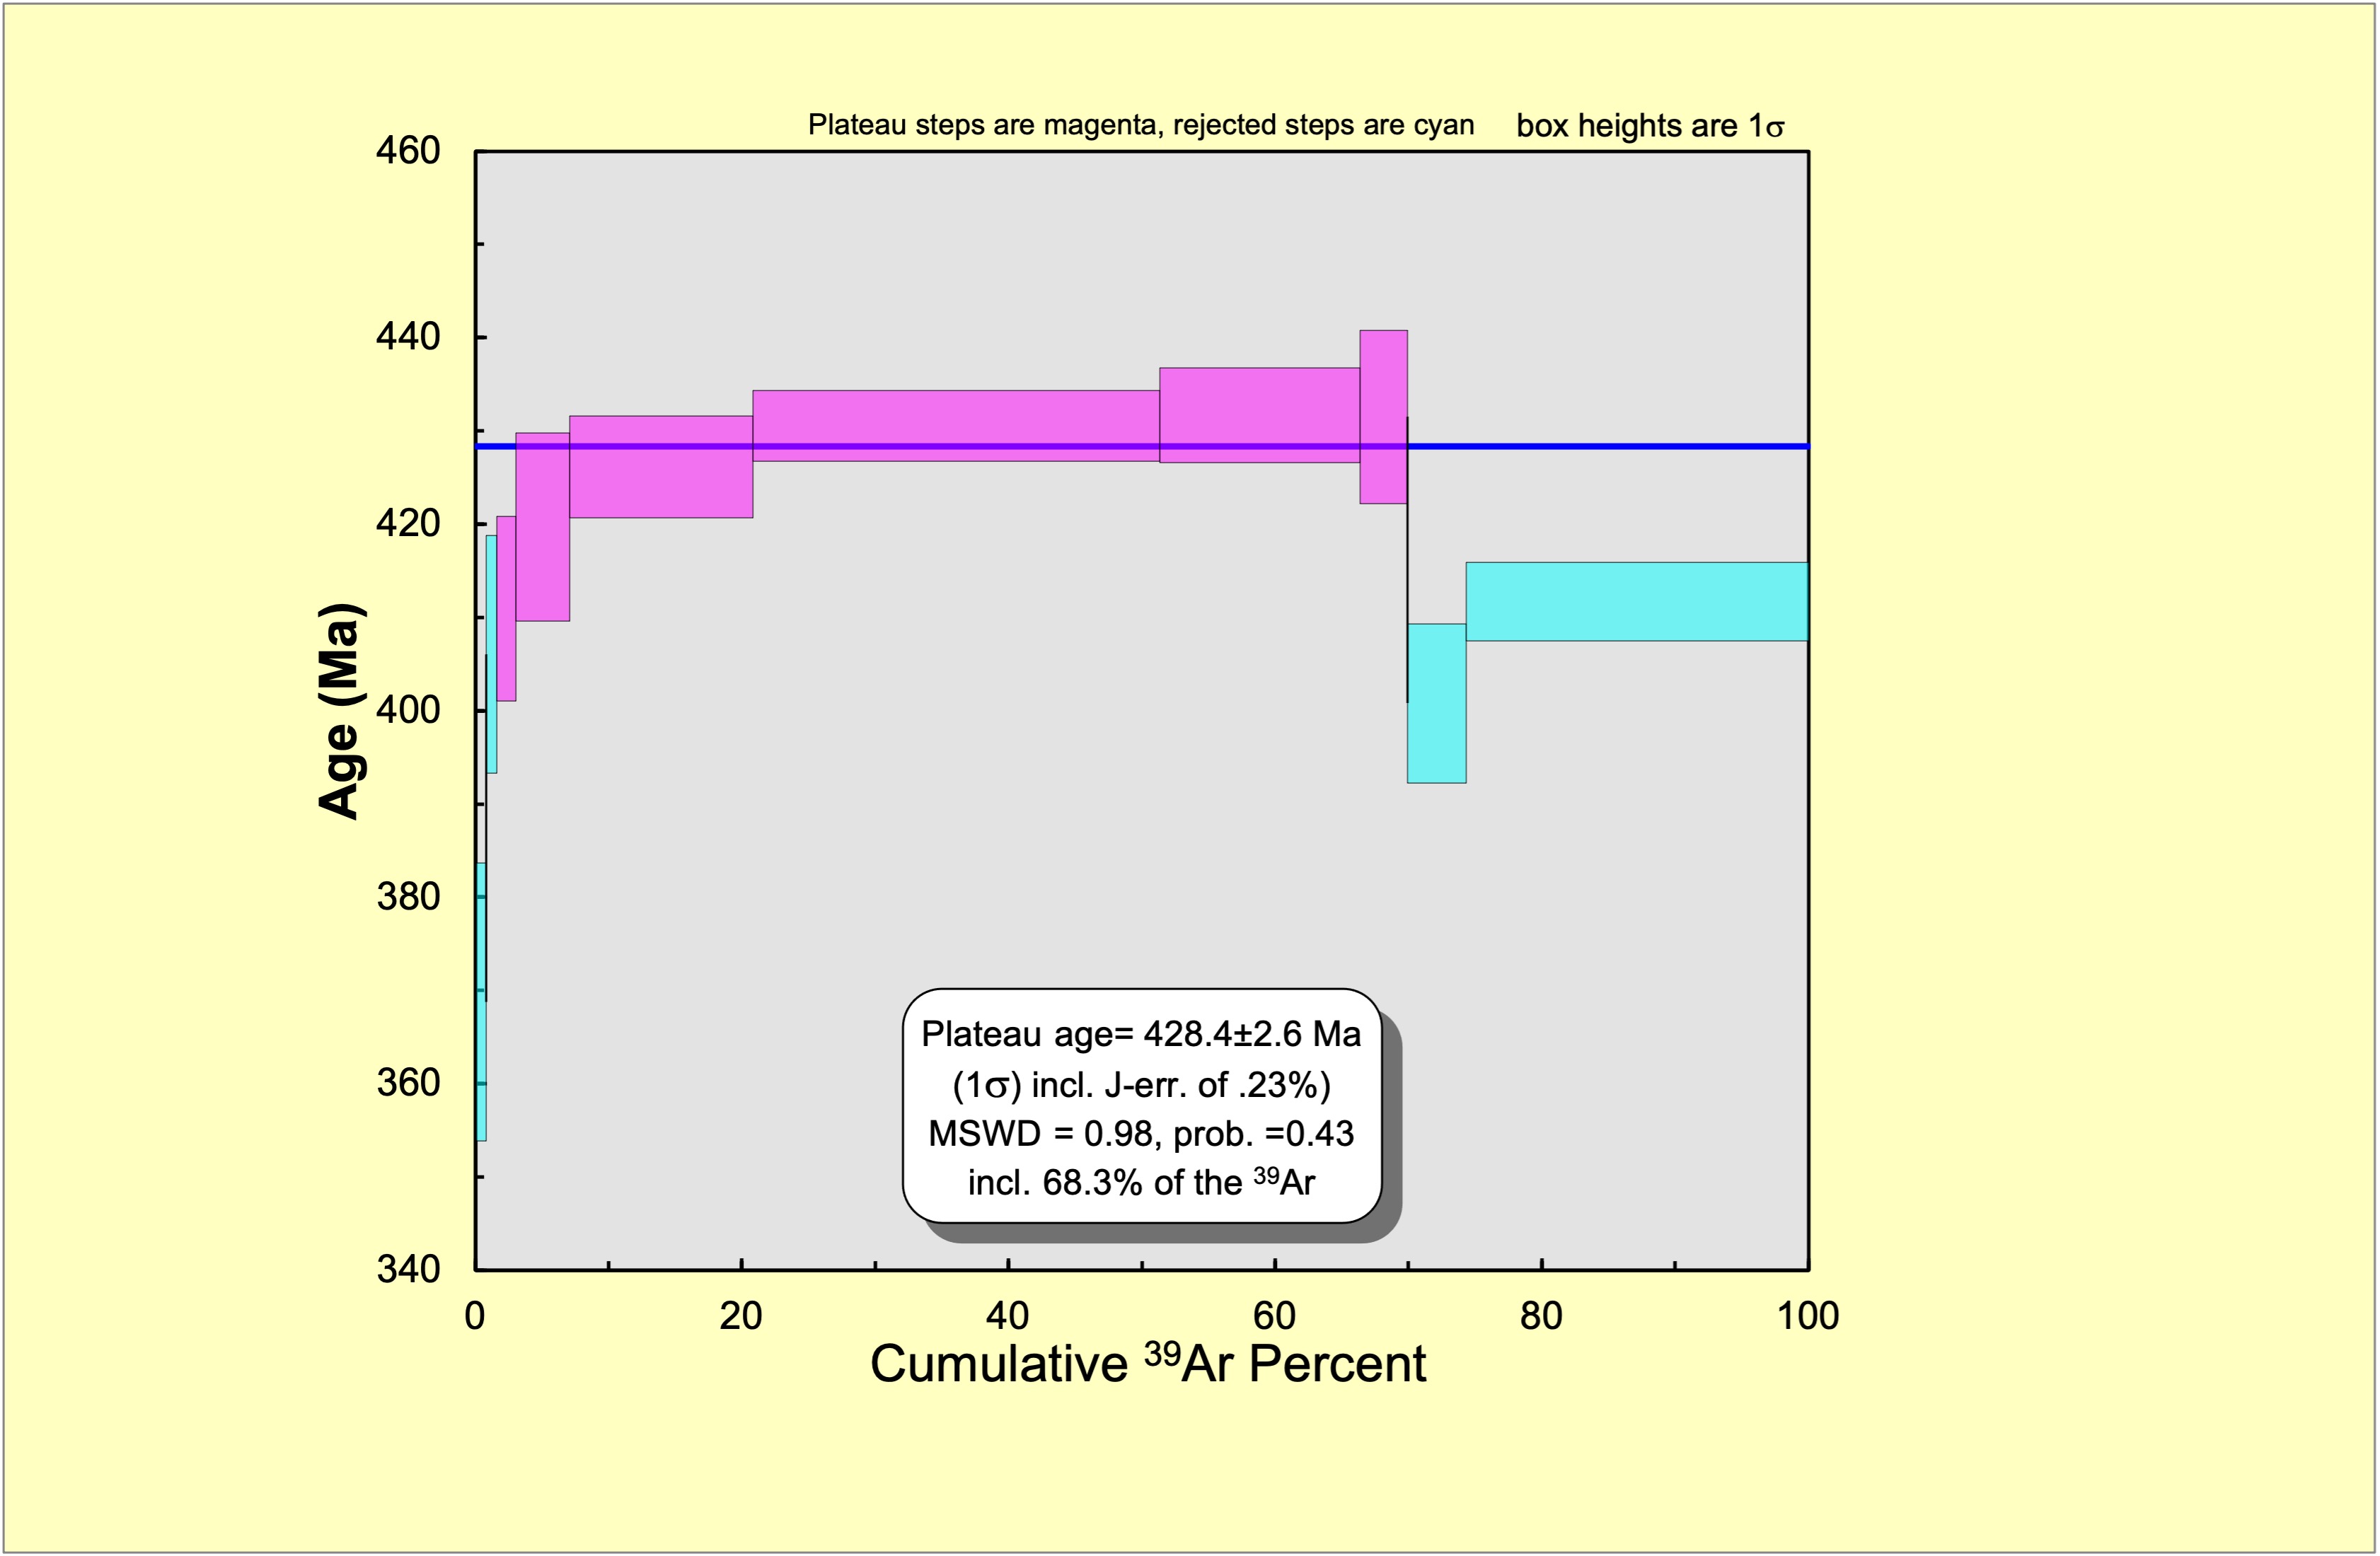 Plateau steps are magenta, rejected steps are cyan box heights are 1σ
460
440
420
400
380
360
340
Age (Ma)
Plateau age= 428.4±2.6 Ma
(1σ) incl. J-err. of .23%)
MSWD = 0.98, prob. =0.43
incl. 68.3% of the ³⁹Ar
0 20 40 60 80 100
Cumulative ³⁹Ar Percent